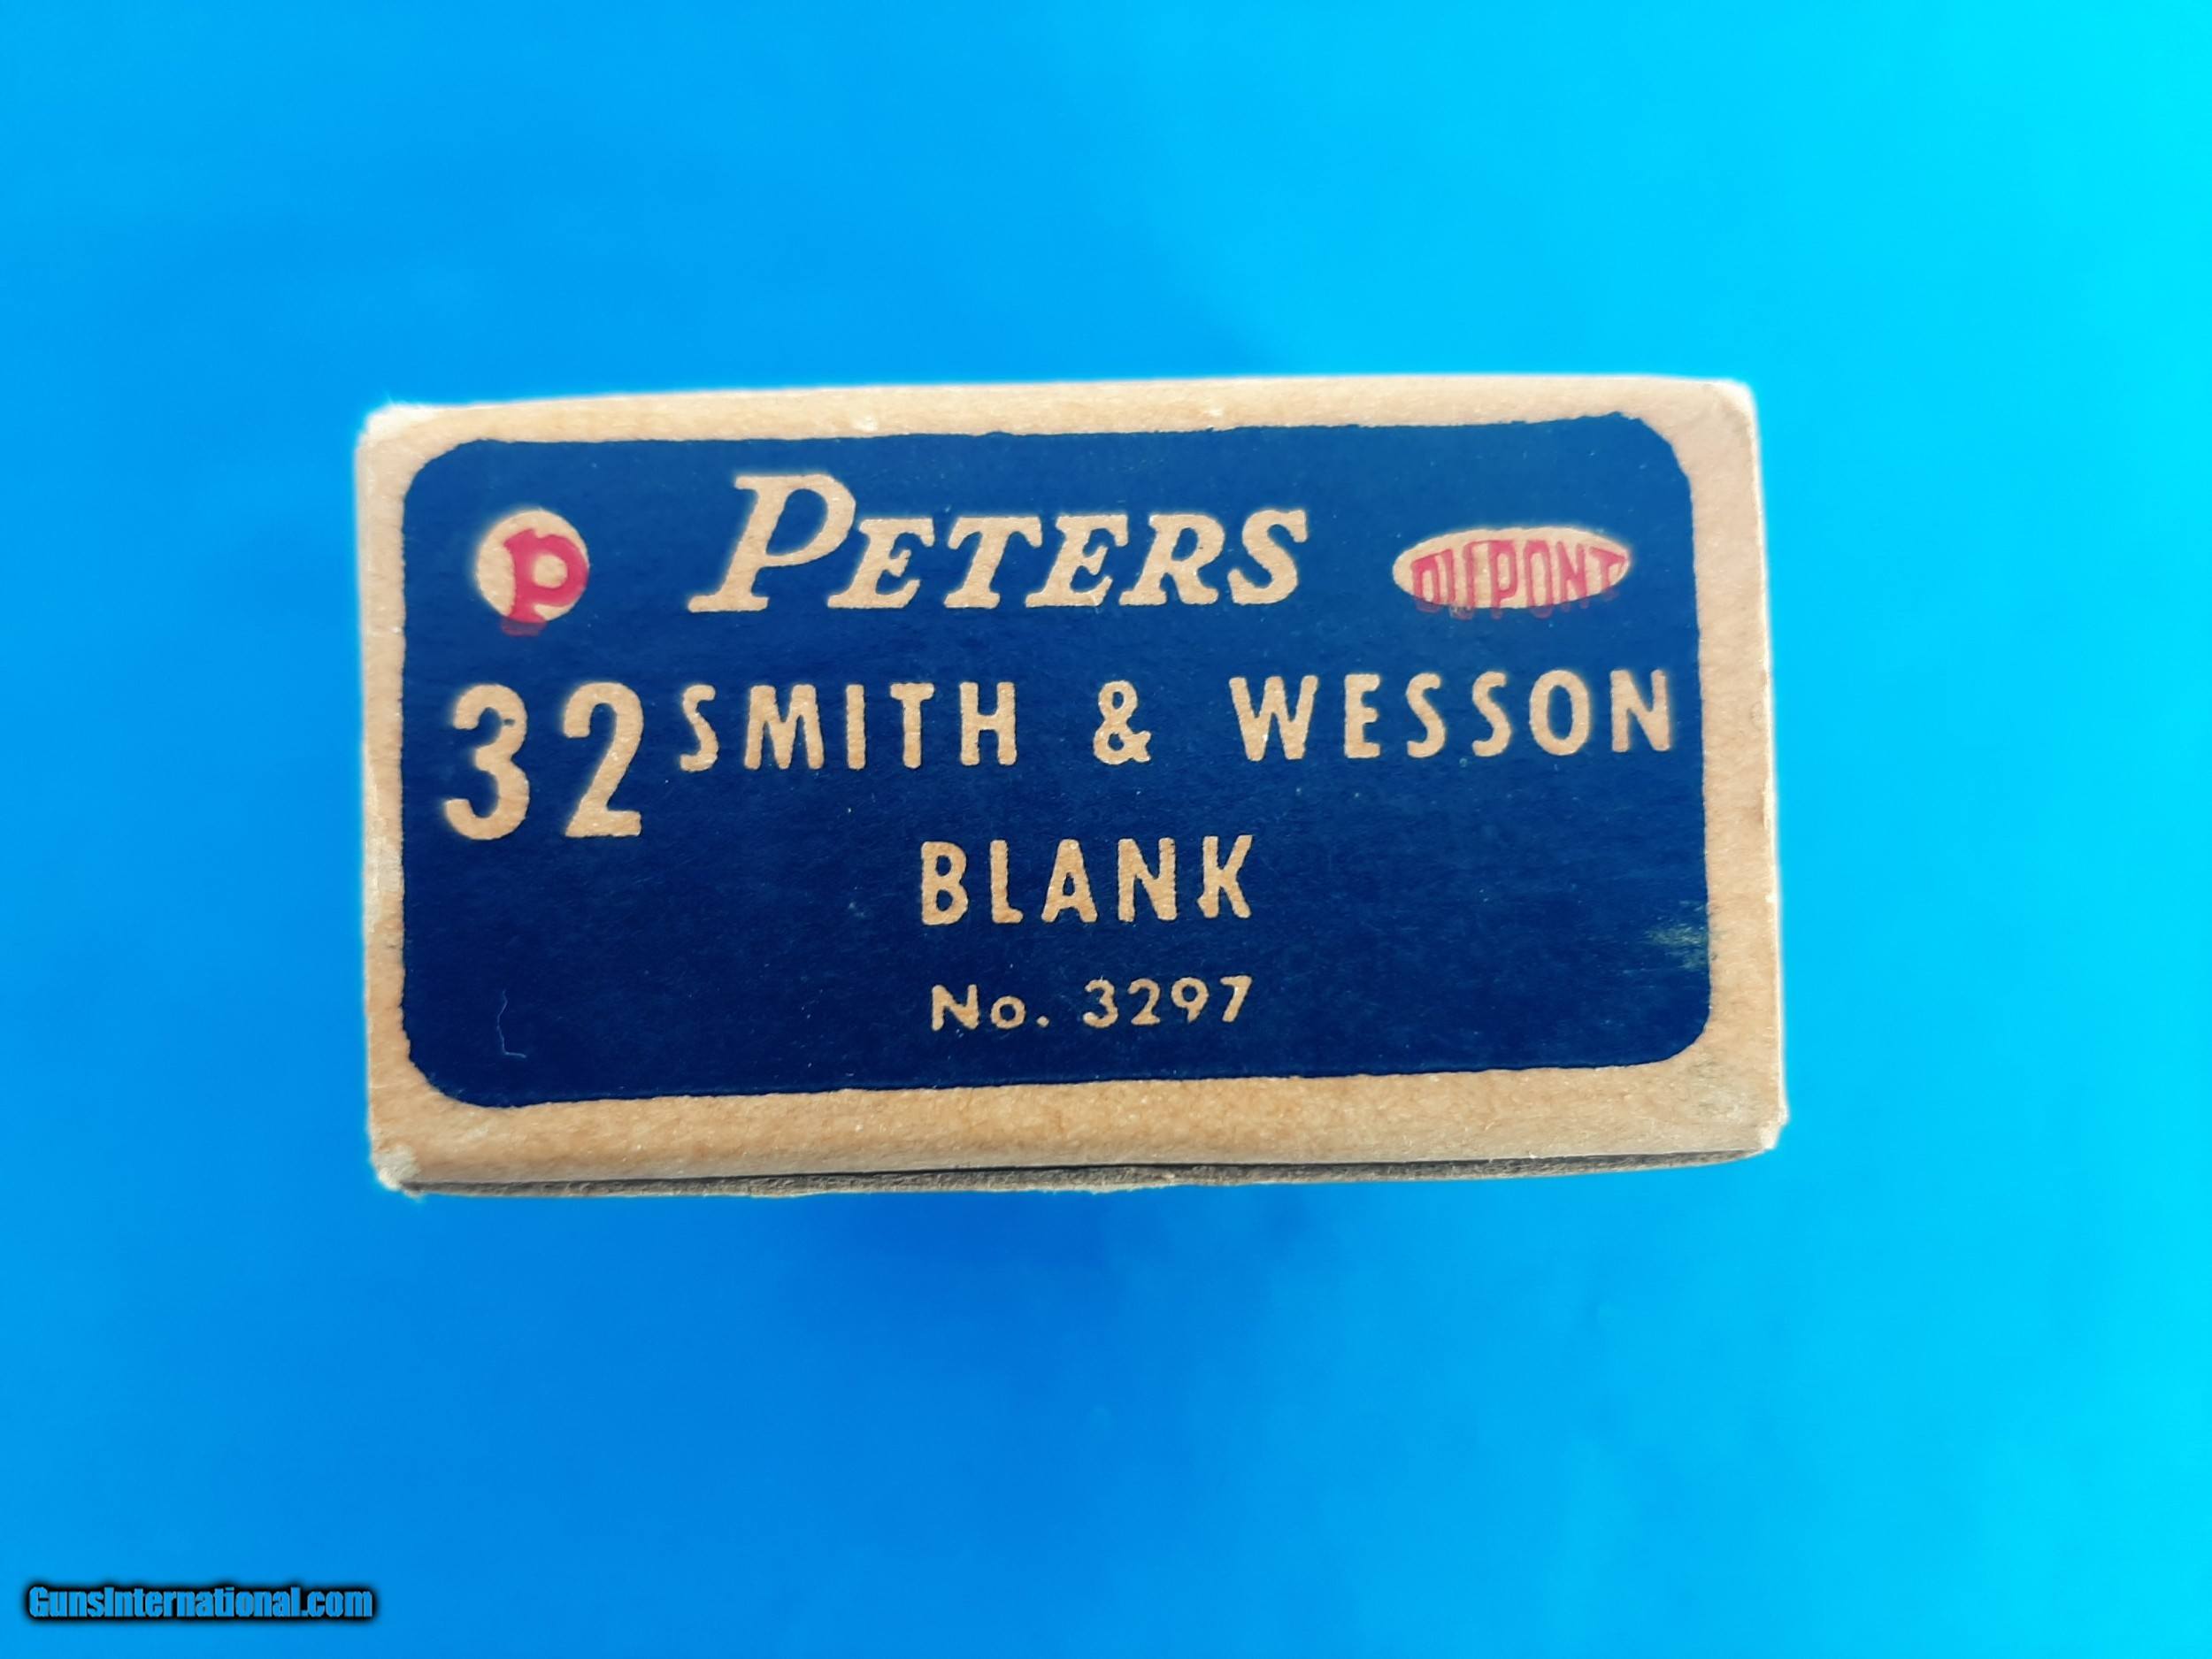 P PETERS DUPONT
32 SMITH & WESSON
BLANK
No. 3297
GunsInternational.com